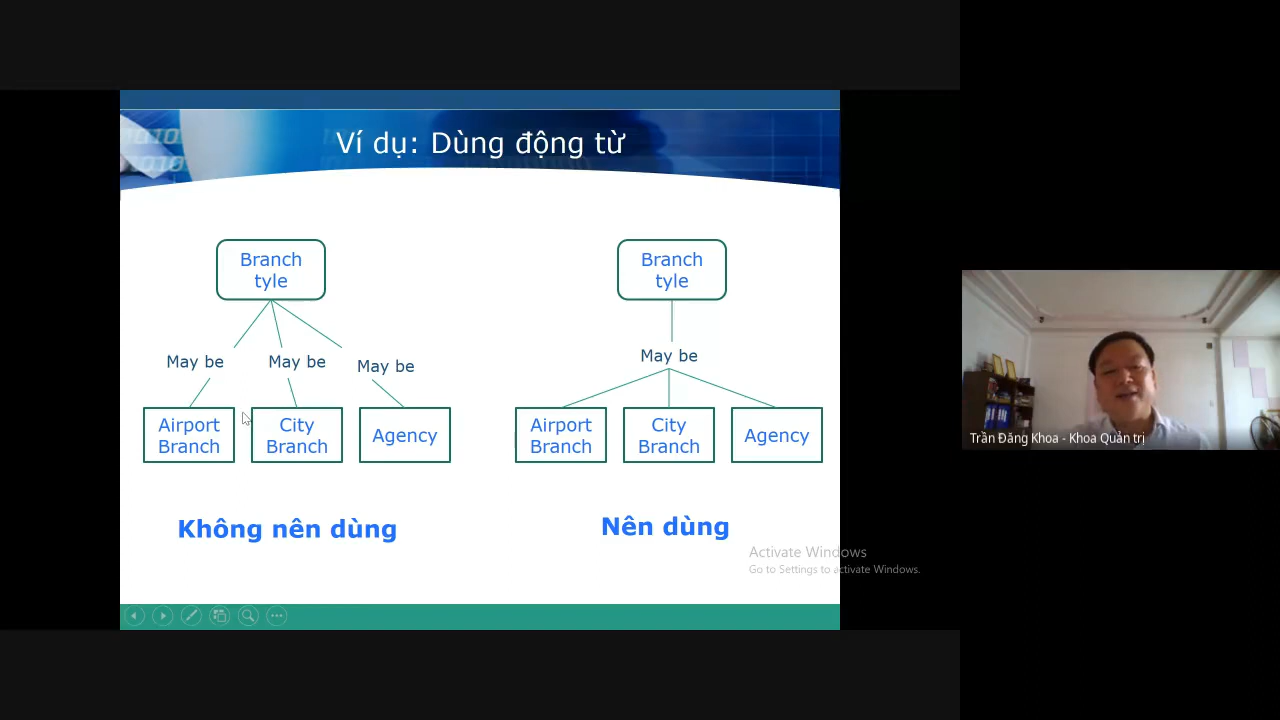 Ví dụ: Dùng động từ
Branch
tyle
May be
May be
May be
Airport
Branch
City
Branch
Agency
Không nên dùng
Branch
tyle
May be
Airport
Branch
City
Branch
Agency
Nên dùng
Activate Windows
Go to Settings to activate Windows.
Trần Đăng Khoa - Khoa Quản trị